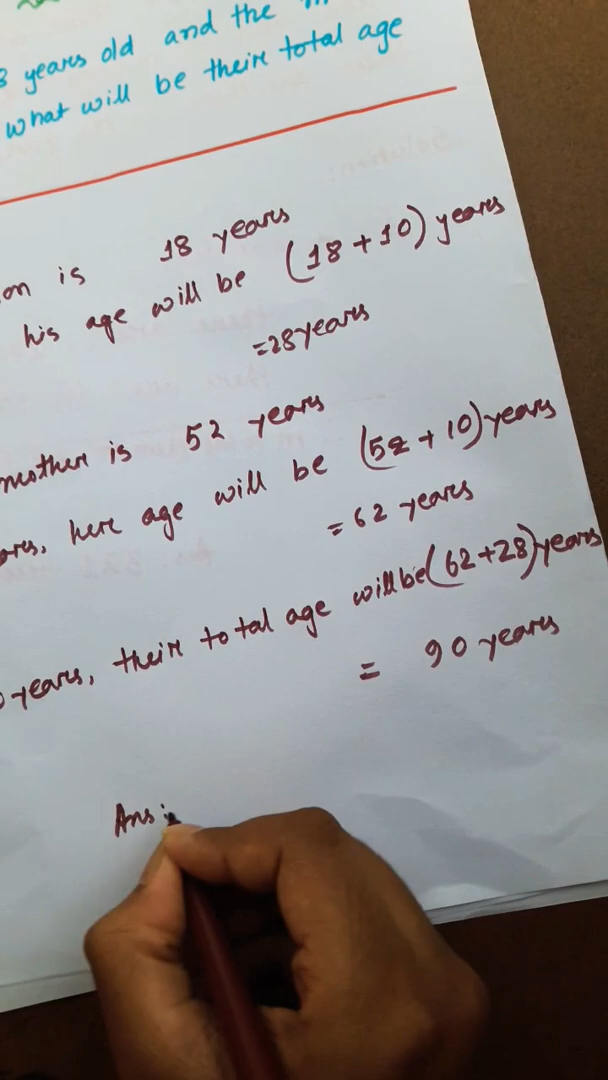 8 years old and the
what will be their total age
on is 18 years
his age will be (18+10) years
=28 years
mother is 52 years
ars, here age will be (52 + 10) years
= 62 years
years, their total age will be (62+28) years
= 90 years
Ans: